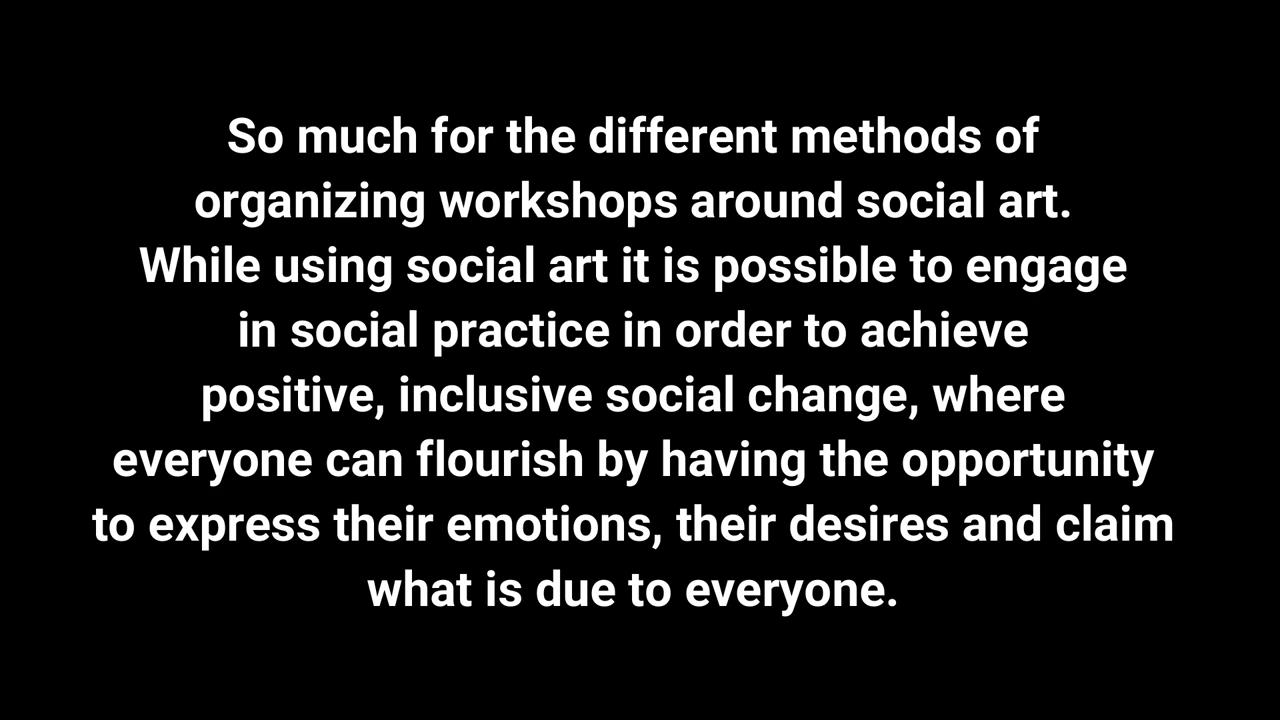 So much for the different methods of
organizing workshops around social art.
While using social art it is possible to engage
in social practice in order to achieve
positive, inclusive social change, where
everyone can flourish by having the opportunity
to express their emotions, their desires and claim
what is due to everyone.